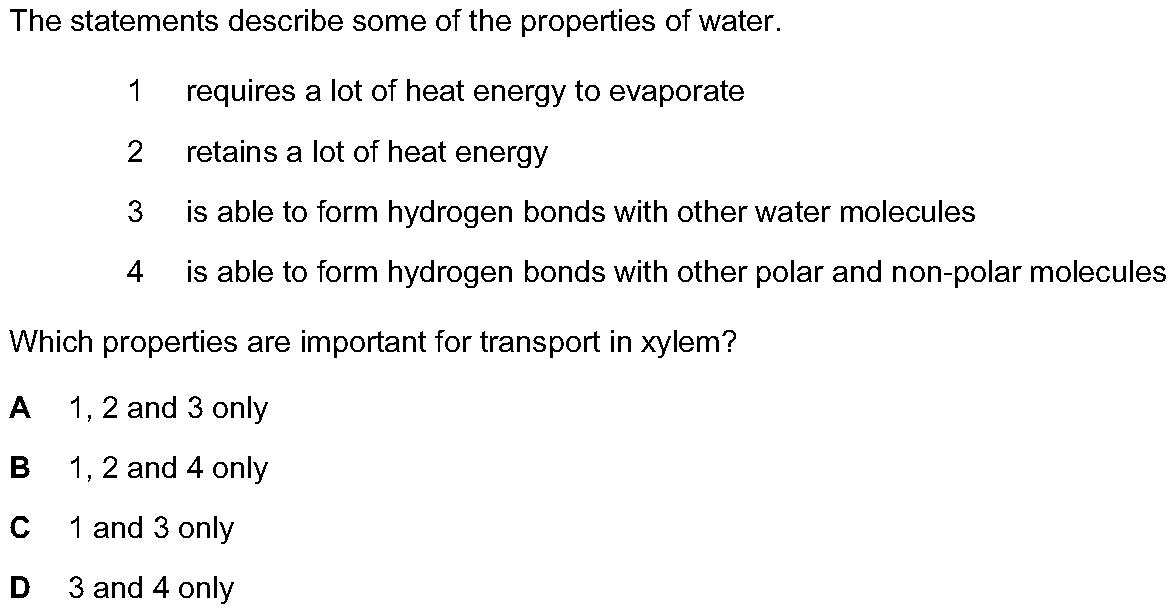 The statements describe some of the properties of water.
1 requires a lot of heat energy to evaporate
2 retains a lot of heat energy
3 is able to form hydrogen bonds with other water molecules
4 is able to form hydrogen bonds with other polar and non-polar molecules
Which properties are important for transport in xylem?
A 1, 2 and 3 only
B 1, 2 and 4 only
C 1 and 3 only
D 3 and 4 only